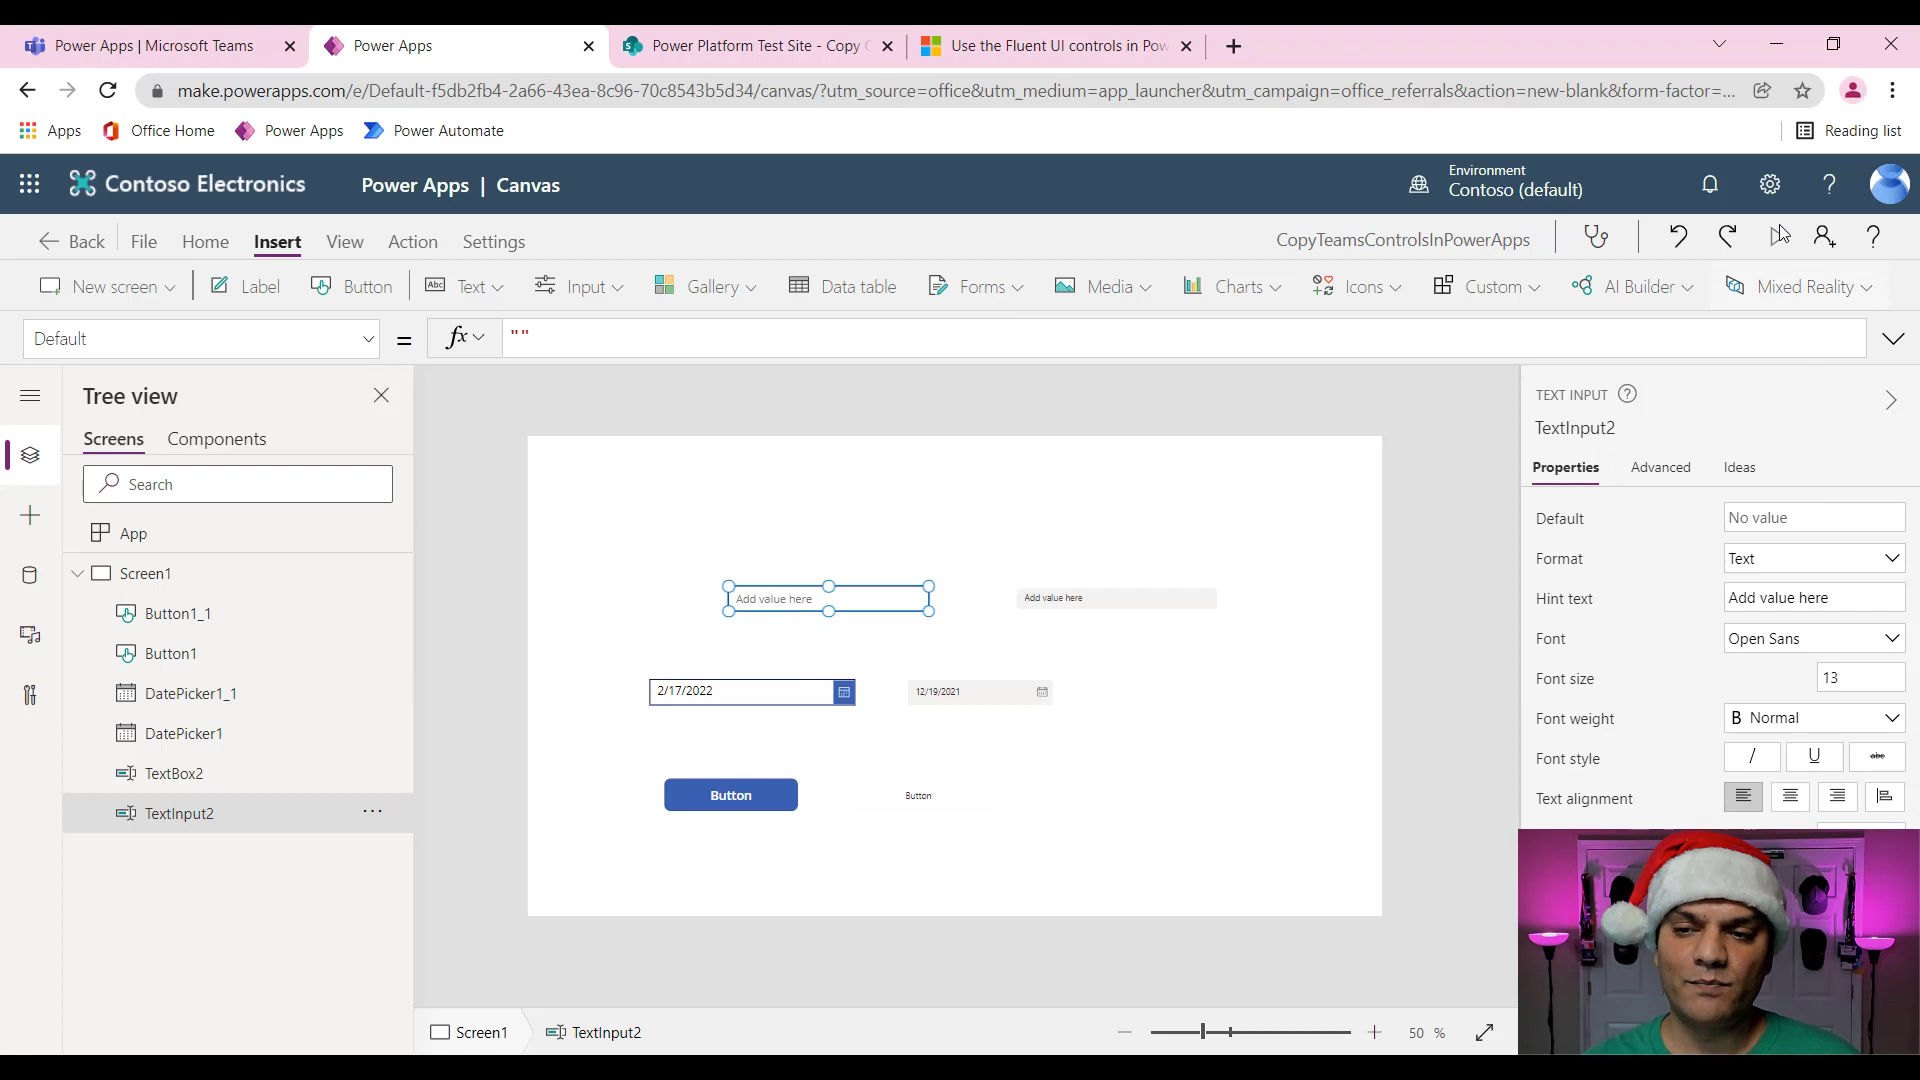 Power Apps | Microsoft Teams
Power Apps
Power Platform Test Site - Copy C
Use the Fluent UI controls in Pow
make.powerapps.com/e/Default-f5db2fb4-2a66-43ea-8c96-70c8543b5d34/canvas/?utm_source=office&utm_medium=app_launcher&utm_campaign=office_referrals&action=new-blank&form-factor=...
Apps
Office Home
Power Apps
Power Automate
Reading list
Contoso Electronics
Power Apps | Canvas
Environment
Contoso (default)
Back
File
Home
Insert
View
Action
Settings
CopyTeamsControlsInPowerApps
New screen
Label
Button
Abc
Text
Input
Gallery
Data table
Forms
Media
Charts
Icons
Custom
AI Builder
Mixed Reality
Default
=
fx
""
Tree view
Screens
Components
Search
App
Screen1
Button1_1
Button1
DatePicker1_1
DatePicker1
TextBox2
TextInput2
...
Add value here
Add value here
2/17/2022
12/19/2021
Button
Button
TEXT INPUT
TextInput2
Properties
Advanced
Ideas
Default
No value
Format
Text
Hint text
Add value here
Font
Open Sans
Font size
13
Font weight
B Normal
Font style
/
U
abc
Text alignment
Screen1
TextInput2
50 %